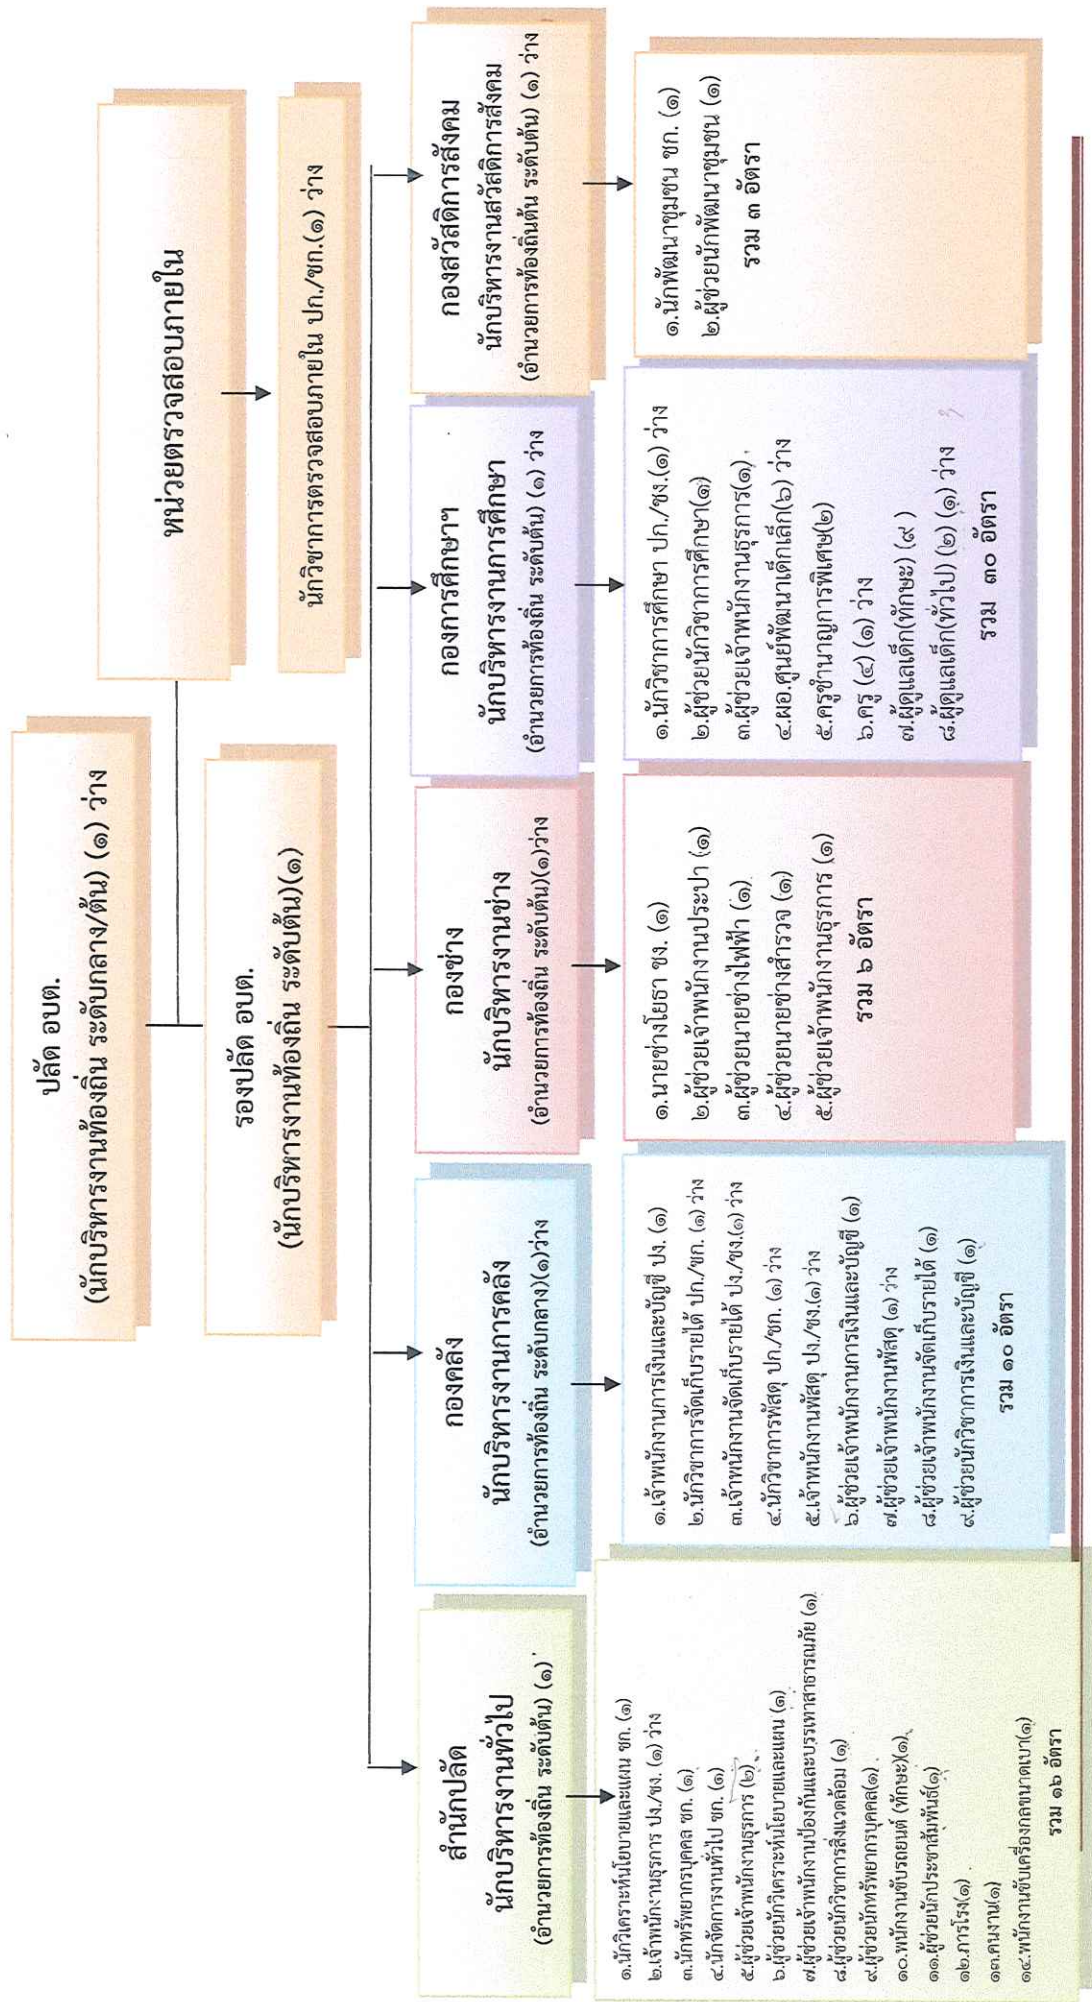 ปลัด อบต.
(นักบริหารงานท้องถิ่น ระดับกลาง/ต้น) (๑) ว่าง
หน่วยตรวจสอบภายใน
รองปลัด อบต.
(นักบริหารงานท้องถิ่น ระดับต้น)(๑)
นักวิชาการตรวจสอบภายใน ปก./ชก.(๑) ว่าง
สำนักปลัด
นักบริหารงานทั่วไป
(อำนวยการท้องถิ่น ระดับต้น) (๑)
๑.นักวิเคราะห์นโยบายและแผน ชก. (๑)
๒.เจ้าพนักงานธุรการ ปง./ชง. (๑) ว่าง
๓.นักทรัพยากรบุคคล ชก. (๑)
๔.นักจัดการงานทั่วไป ชก. (๑)
๕.ผู้ช่วยเจ้าพนักงานธุรการ (๒)
๖.ผู้ช่วยนักวิเคราะห์นโยบายและแผน (๑)
๗.ผู้ช่วยเจ้าพนักงานป้องกันและบรรเทาสาธารณภัย (๑)
๘.ผู้ช่วยนักวิชาการสิ่งแวดล้อม (๑)
๙.ผู้ช่วยนักทรัพยากรบุคคล(๑)
๑๐.พนักงานขับรถยนต์ (ทักษะ)(๑)
๑๑.ผู้ช่วยนักประชาสัมพันธ์(๑)
๑๒.ภารโรง(๑)
๑๓.คนงาน(๑)
๑๔.พนักงานขับเครื่องกลขนาดเบา(๑)
รวม ๑๖ อัตรา
กองคลัง
นักบริหารงานการคลัง
(อำนวยการท้องถิ่น ระดับกลาง)(๑)ว่าง
๑.เจ้าพนักงานการเงินและบัญชี ปง. (๑)
๒.นักวิชาการจัดเก็บรายได้ ปก./ชก. (๑) ว่าง
๓.เจ้าพนักงานจัดเก็บรายได้ ปง./ชง.(๑) ว่าง
๔.นักวิชาการพัสดุ ปก./ชก. (๑) ว่าง
๕.เจ้าพนักงานพัสดุ ปง./ชง.(๑) ว่าง
๖.ผู้ช่วยเจ้าพนักงานการเงินและบัญชี (๑)
๗.ผู้ช่วยเจ้าพนักงานพัสดุ (๑) ว่าง
๘.ผู้ช่วยเจ้าพนักงานจัดเก็บรายได้ (๑)
๙.ผู้ช่วยนักวิชาการเงินและบัญชี (๑)
รวม ๑๐ อัตรา
กองช่าง
นักบริหารงานช่าง
(อำนวยการท้องถิ่น ระดับต้น)(๑)ว่าง
๑.นายช่างโยธา ชง. (๑)
๒.ผู้ช่วยเจ้าพนักงานประปา (๑)
๓.ผู้ช่วยนายช่างไฟฟ้า (๑)
๔.ผู้ช่วยนายช่างสำรวจ (๑)
๕.ผู้ช่วยเจ้าพนักงานธุรการ (๑)
รวม ๖ อัตรา
กองการศึกษาฯ
นักบริหารงานการศึกษา
(อำนวยการท้องถิ่น ระดับต้น) (๑) ว่าง
๑.นักวิชาการศึกษา ปก./ชง.(๑) ว่าง
๒.ผู้ช่วยนักวิชาการศึกษา(๑)
๓.ผู้ช่วยเจ้าพนักงานธุรการ(๑)
๔.ผอ.ศูนย์พัฒนาเด็กเล็ก(๖) ว่าง
๕.ครูชำนาญการพิเศษ(๒)
๖.ครู (๔) (๑) ว่าง
๗.ผู้ดูแลเด็ก(ทักษะ) (๙ )
๘.ผู้ดูแลเด็ก(ทั่วไป) (๒) (๑) ว่าง
รวม ๓๐ อัตรา
กองสวัสดิการสังคม
นักบริหารงานสวัสดิการสังคม
(อำนวยการท้องถิ่นต้น ระดับต้น) (๑) ว่าง
๑.นักพัฒนาชุมชน ชก. (๑)
๒.ผู้ช่วยนักพัฒนาชุมชน (๑)
รวม ๓ อัตรา